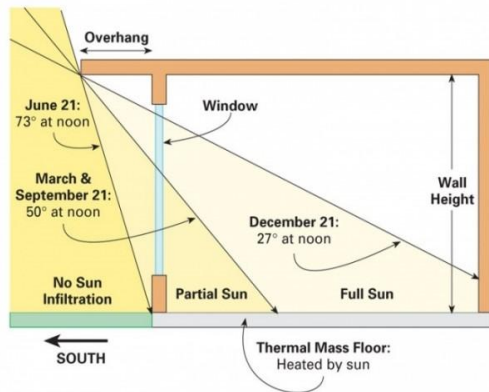 Overhang
June 21:
73° at noon
Window
March &
September 21:
50° at noon
Wall
Height
December 21:
27° at noon
No Sun
Infiltration
Partial Sun
Full Sun
SOUTH
Thermal Mass Floor:
Heated by sun